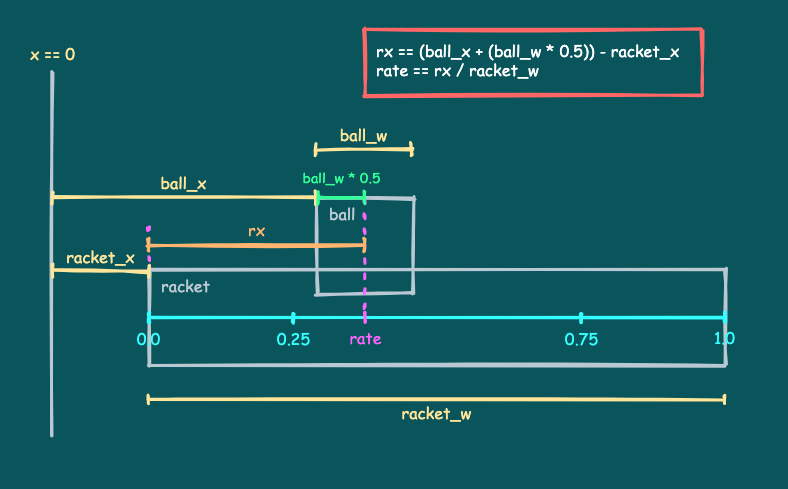 x == 0
rx == (ball_x + (ball_w * 0.5)) - racket_x
rate == rx / racket_w
ball_w
ball_w * 0.5
ball_x
ball
rx
racket_x
racket
0.0
0.25
rate
0.75
1.0
racket_w